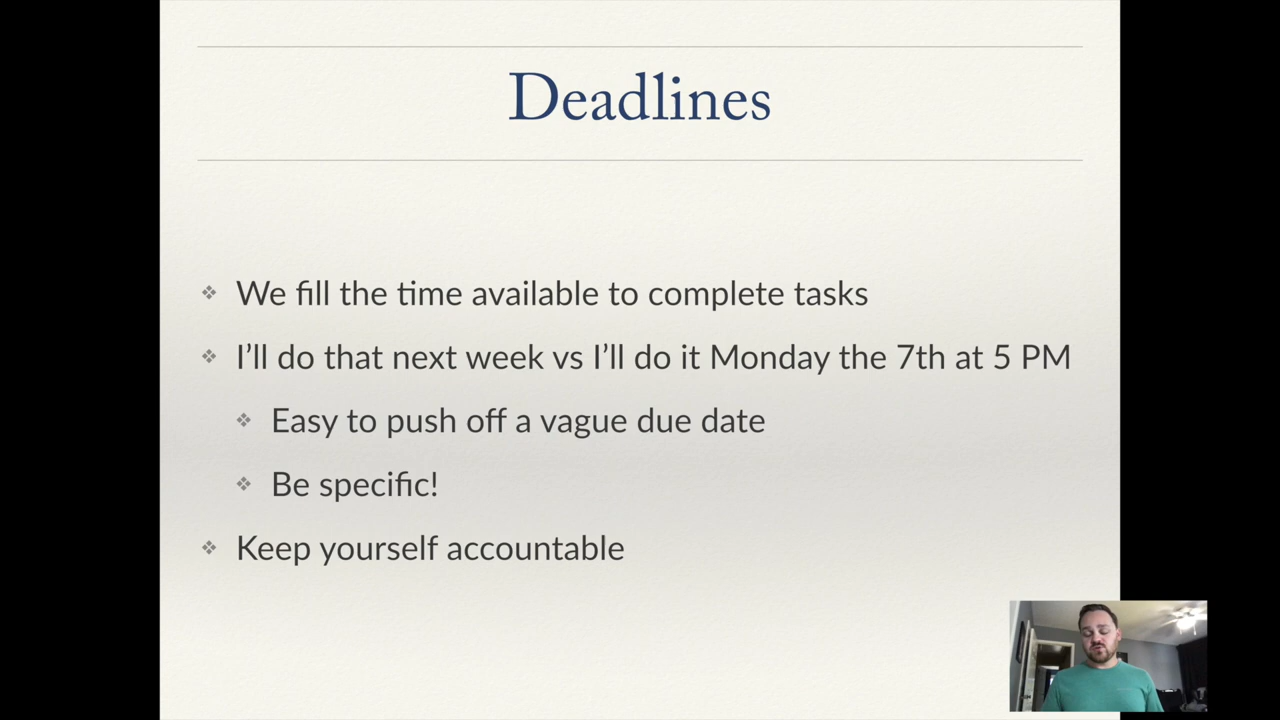 Deadlines
We fill the time available to complete tasks
I'll do that next week vs I'll do it Monday the 7th at 5 PM
Easy to push off a vague due date
Be specific!
Keep yourself accountable